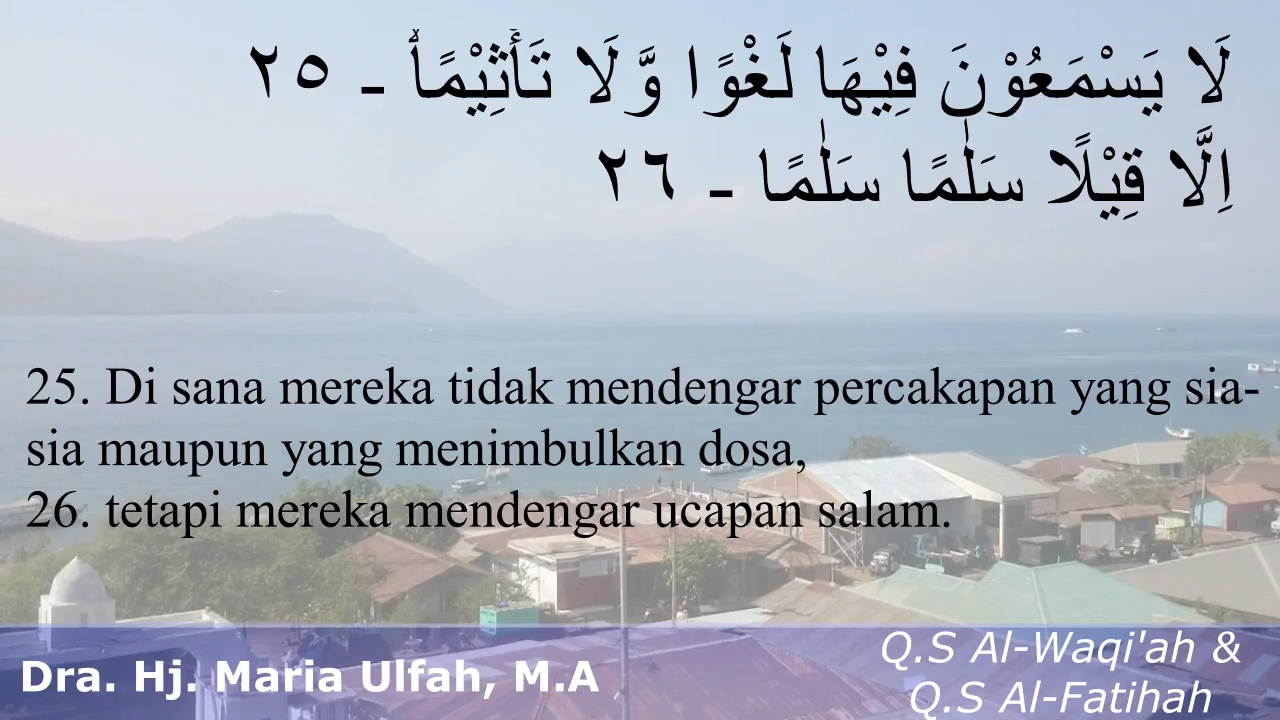 لَا يَسْمَعُوْنَ فِيْهَا لَغْوًا وَّلَا تَأْثِيْمًاۙ - ٢٥
اِلَّا قِيْلًا سَلٰمًا سَلٰمًا - ٢٦
25. Di sana mereka tidak mendengar percakapan yang sia-
sia maupun yang menimbulkan dosa,
26. tetapi mereka mendengar ucapan salam.
Dra. Hj. Maria Ulfah, M.A
Q.S Al-Waqi'ah &
Q.S Al-Fatihah